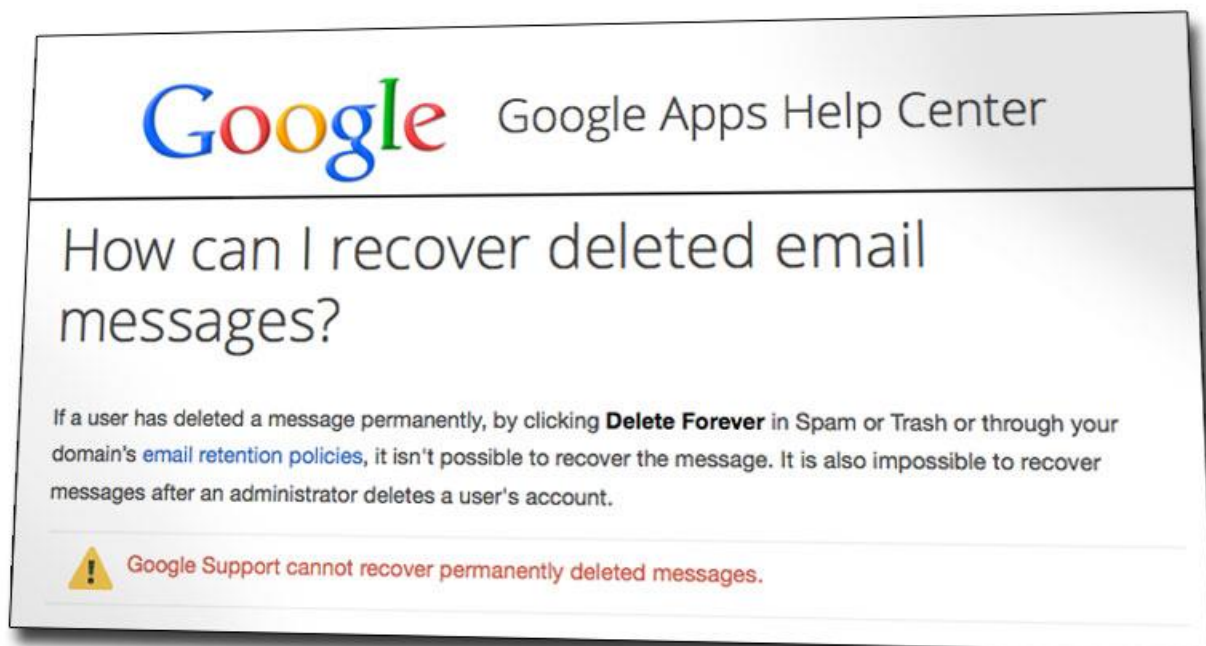 Google Google Apps Help Center
How can I recover deleted email
messages?
If a user has deleted a message permanently, by clicking Delete Forever in Spam or Trash or through your
domain's email retention policies, it isn't possible to recover the message. It is also impossible to recover
messages after an administrator deletes a user's account.
Google Support cannot recover permanently deleted messages.